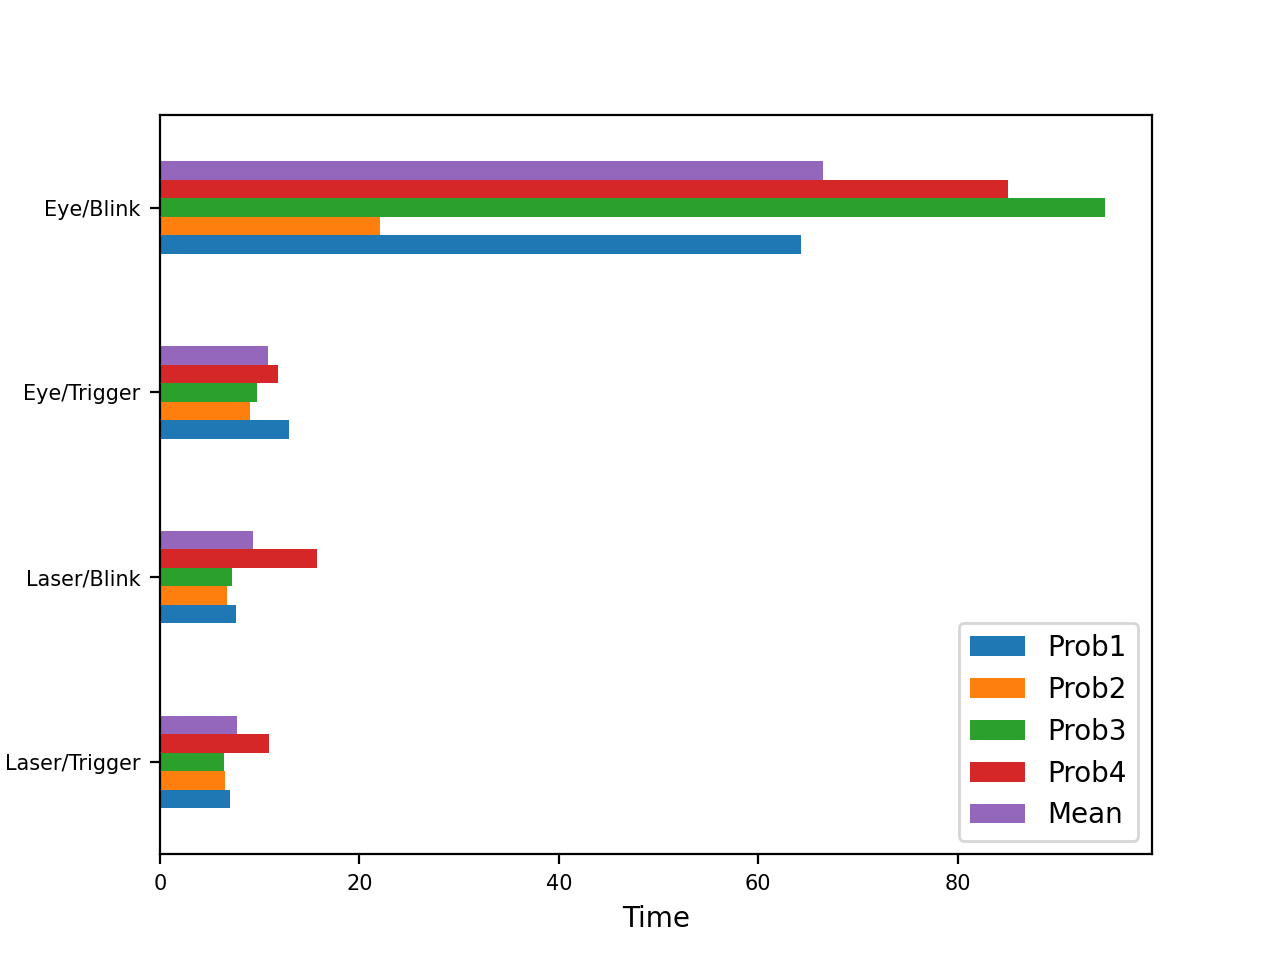 Eye/Blink
Eye/Trigger
Laser/Blink
Laser/Trigger
Prob1
Prob2
Prob3
Prob4
Mean
0 20 40 60 80
Time